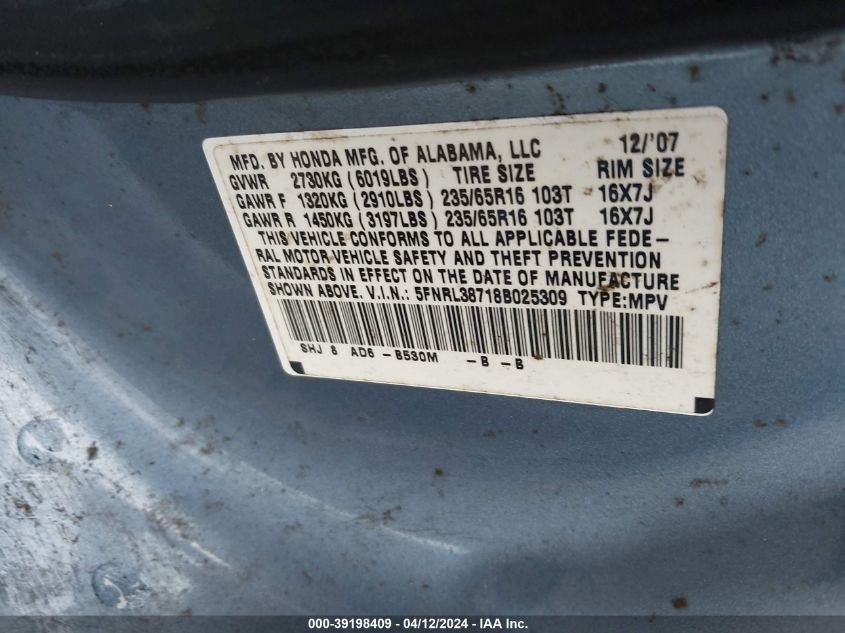 MFD. BY HONDA MFG. OF ALABAMA, LLC 12/'07
GVWR 2730KG (6019LBS) TIRE SIZE RIM SIZE
GAWR F 1320KG (2910LBS) 235/65R16 103T 16X7J
GAWR R 1450KG (3197LBS) 235/65R16 103T 16X7J
THIS VEHICLE CONFORMS TO ALL APPLICABLE FEDE-
RAL MOTOR VEHICLE SAFETY AND THEFT PREVENTION
STANDARDS IN EFFECT ON THE DATE OF MANUFACTURE
SHOWN ABOVE. V.I.N.: 5FNRL38718B025309 TYPE:MPV
SHJ 8 AD6 -B530M -B -B
000-39198409 - 04/12/2024 - Copyright © 2024 IAA, Inc.